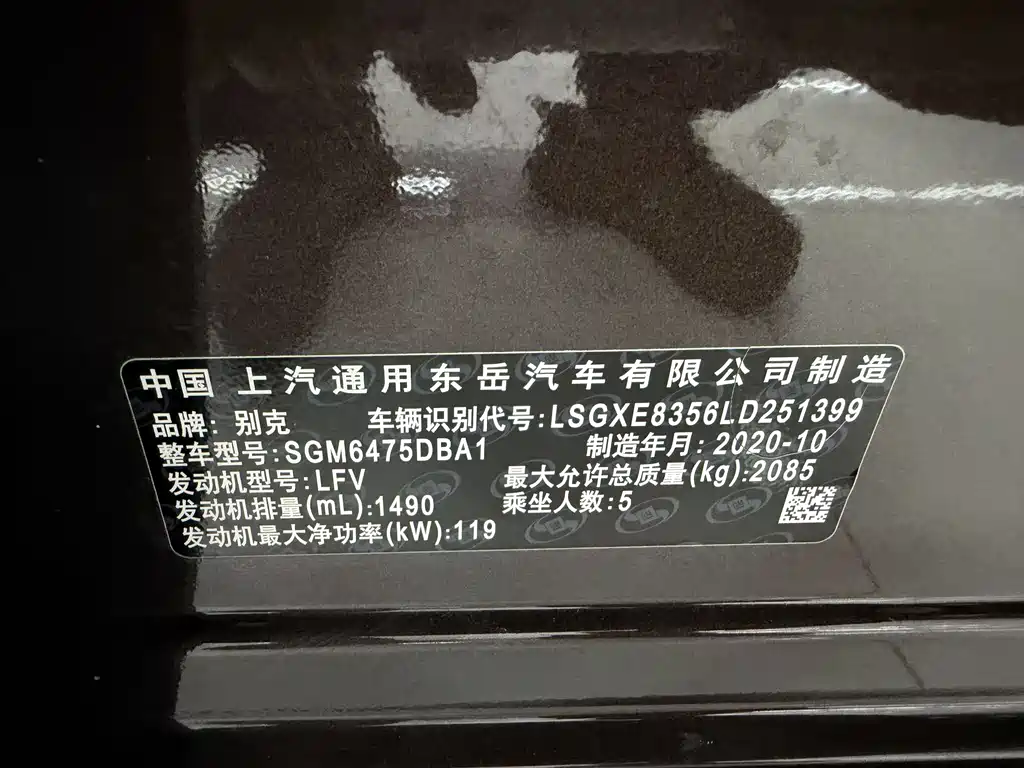 中国 上汽通用东岳汽车有限公司制造
品牌: 别克 车辆识别代号:LSGXE8356LD251399
整车型号:SGM6475DBA1 制造年月: 2020-10
发动机型号:LFV 最大允许总质量(kg):2085
发动机排量(mL):1490 乘坐人数:5
发动机最大净功率(kW):119